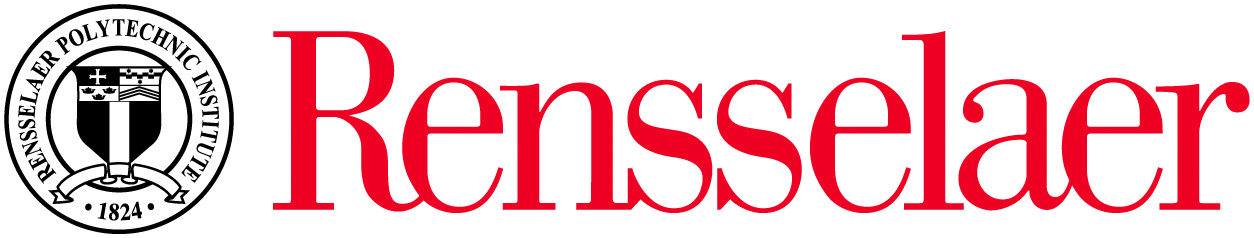 RENSSELAER POLYTECHNIC INSTITUTE
• 1824 •
Rensselaer